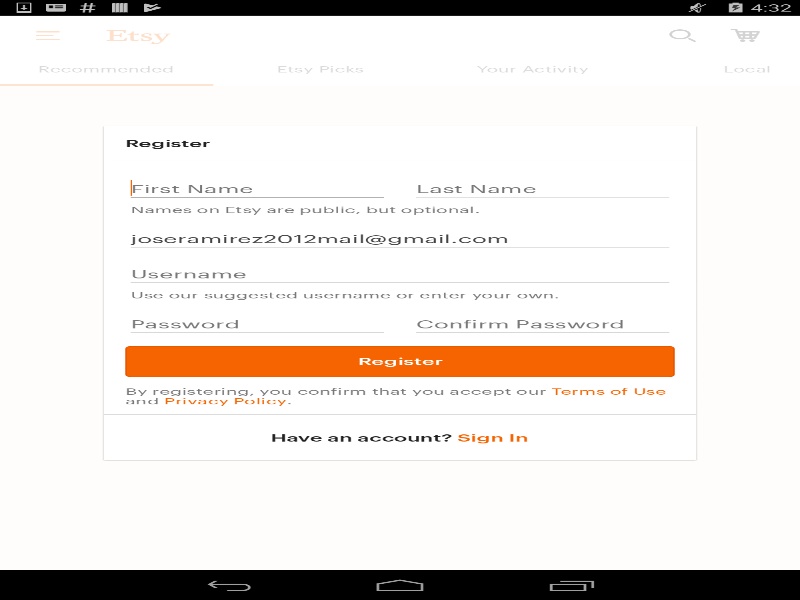 4:32
Etsy
Recommended Etsy Picks Your Activity Local
Register
First Name Last Name
Names on Etsy are public, but optional.
joseramirez2012mail@gmail.com
Username
Use our suggested username or enter your own.
Password Confirm Password
Register
By registering, you confirm that you accept our Terms of Use
and Privacy Policy.
Have an account? Sign In